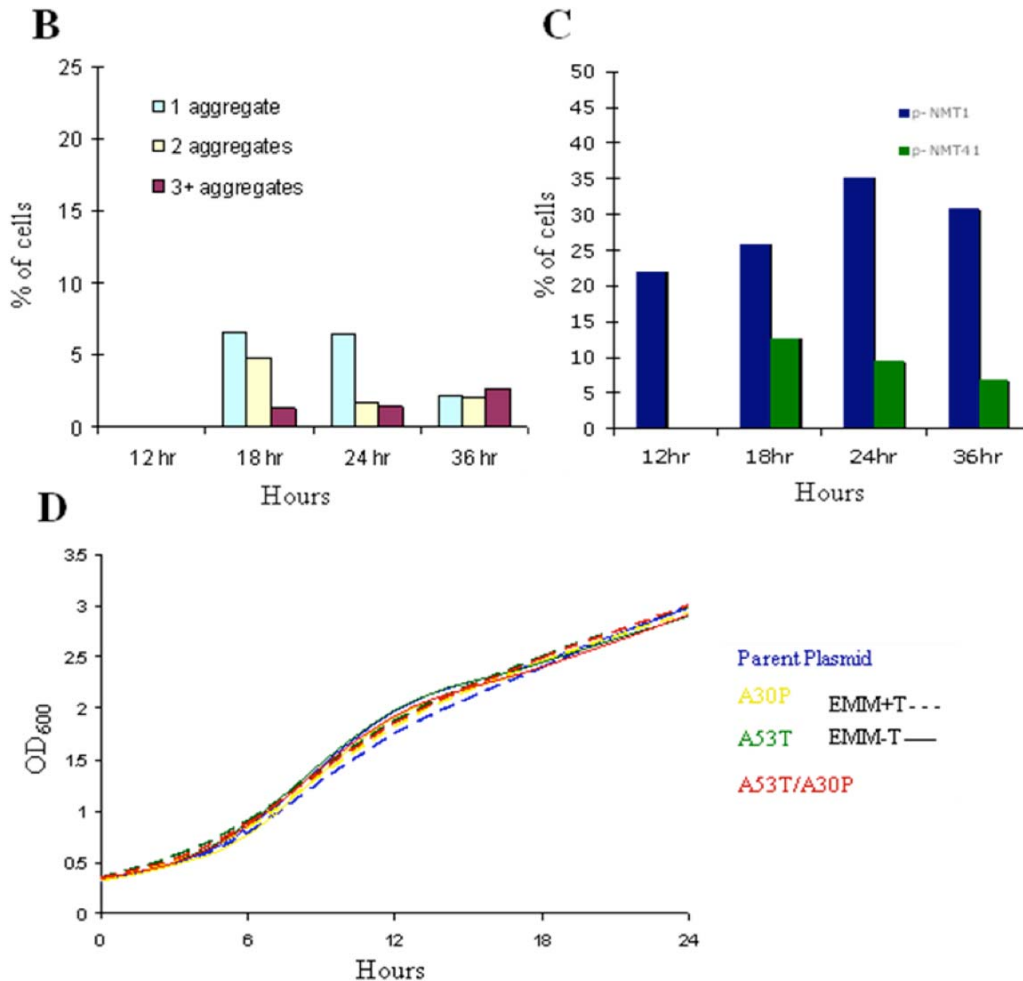 B
25
20
15
10
5
0
% of cells
1 aggregate
2 aggregates
3+ aggregates
12 hr 18 hr 24 hr 36 hr
Hours
C
50
45
40
35
30
25
20
15
10
5
0
% of cells
p-NMT1
p-NMT41
12hr 18hr 24hr 36hr
Hours
D
3.5
3
2.5
2
1.5
1
0.5
0
OD600
0 6 12 18 24
Hours
Parent Plasmid
A30P EMM+T---
A53T EMM-T—
A53T/A30P